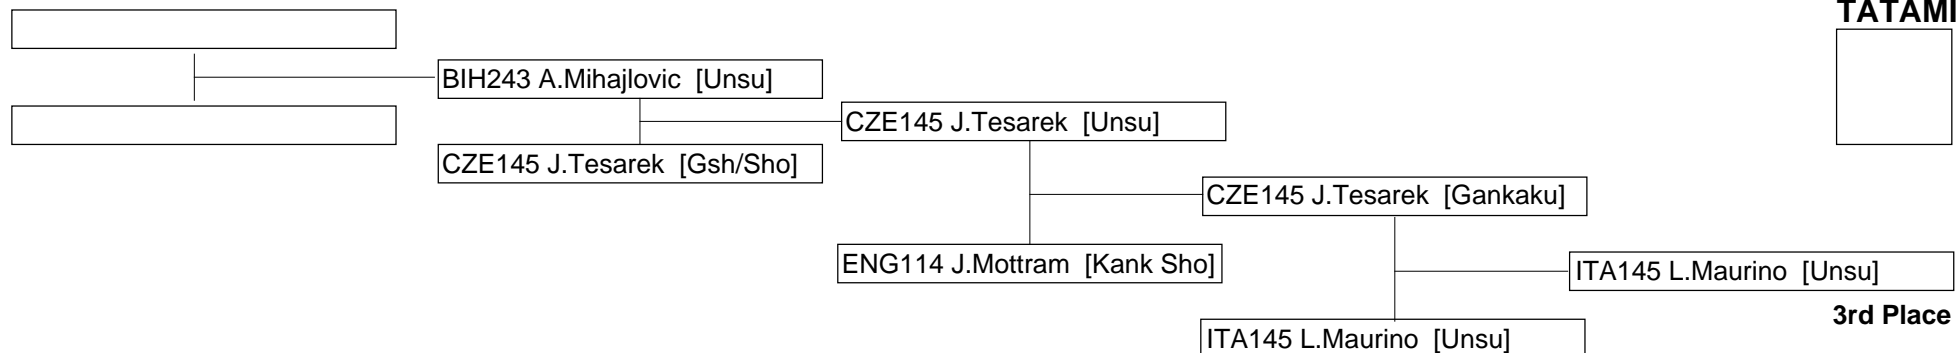 TATAMI
BIH243 A.Mihajlovic [Unsu]
CZE145 J.Tesarek [Unsu]
CZE145 J.Tesarek [Gsh/Sho]
CZE145 J.Tesarek [Gankaku]
ENG114 J.Mottram [Kank Sho]
ITA145 L.Maurino [Unsu]
3rd Place
ITA145 L.Maurino [Unsu]